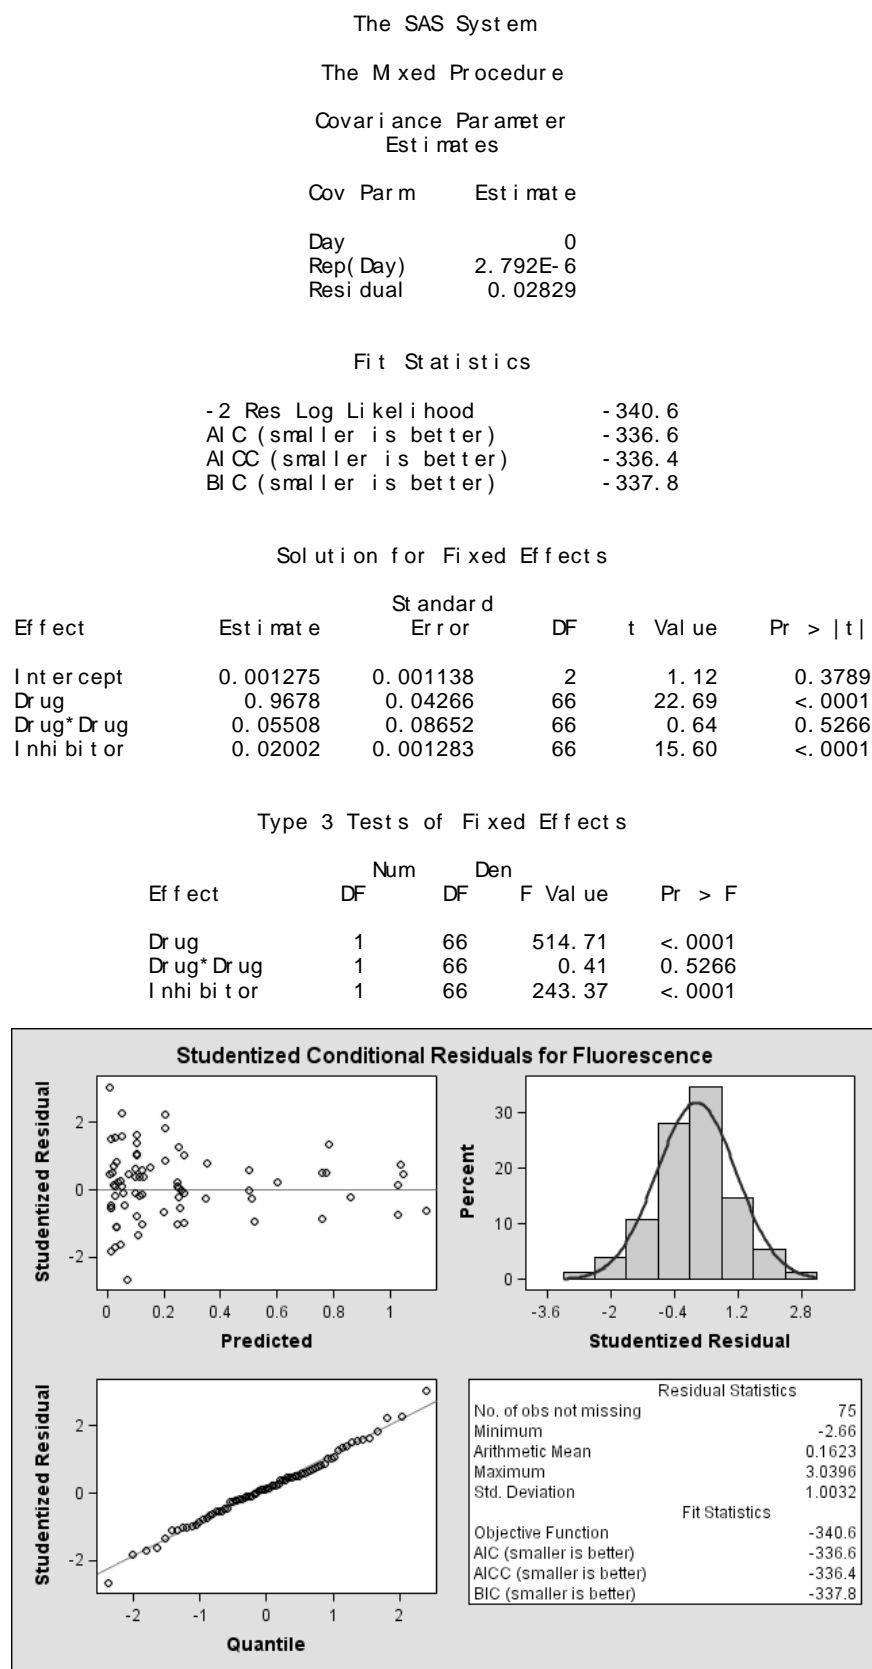 The SAS System
The Mixed Procedure
Covariance Parameter
Estimates
Cov Parm Estimate
Day 0
Rep(Day) 2.792E-6
Residual 0.02829
Fit Statistics
-2 Res Log Likelihood -340.6
AIC (smaller is better) -336.6
AICC (smaller is better) -336.4
BIC (smaller is better) -337.8
Solution for Fixed Effects
Standard
Effect Estimate Error DF t Value Pr > |t|
Intercept 0.001275 0.001138 2 1.12 0.3789
Drug 0.9678 0.04266 66 22.69 <.0001
Drug*Drug 0.05508 0.08652 66 0.64 0.5266
Inhibitor 0.02002 0.001283 66 15.60 <.0001
Type 3 Tests of Fixed Effects
Num Den
Effect DF DF F Value Pr > F
Drug 1 66 514.71 <.0001
Drug*Drug 1 66 0.41 0.5266
Inhibitor 1 66 243.37 <.0001
Studentized Conditional Residuals for Fluorescence
Studentized Residual
2
0
-2
0 0.2 0.4 0.6 0.8 1
Predicted
Percent
30
20
10
0
-3.6 -2 -0.4 1.2 2.8
Studentized Residual
Studentized Residual
2
0
-2
-2 -1 0 1 2
Quantile
Residual Statistics
No. of obs not missing 75
Minimum -2.66
Arithmetic Mean 0.1623
Maximum 3.0396
Std. Deviation 1.0032
Fit Statistics
Objective Function -340.6
AIC (smaller is better) -336.6
AICC (smaller is better) -336.4
BIC (smaller is better) -337.8